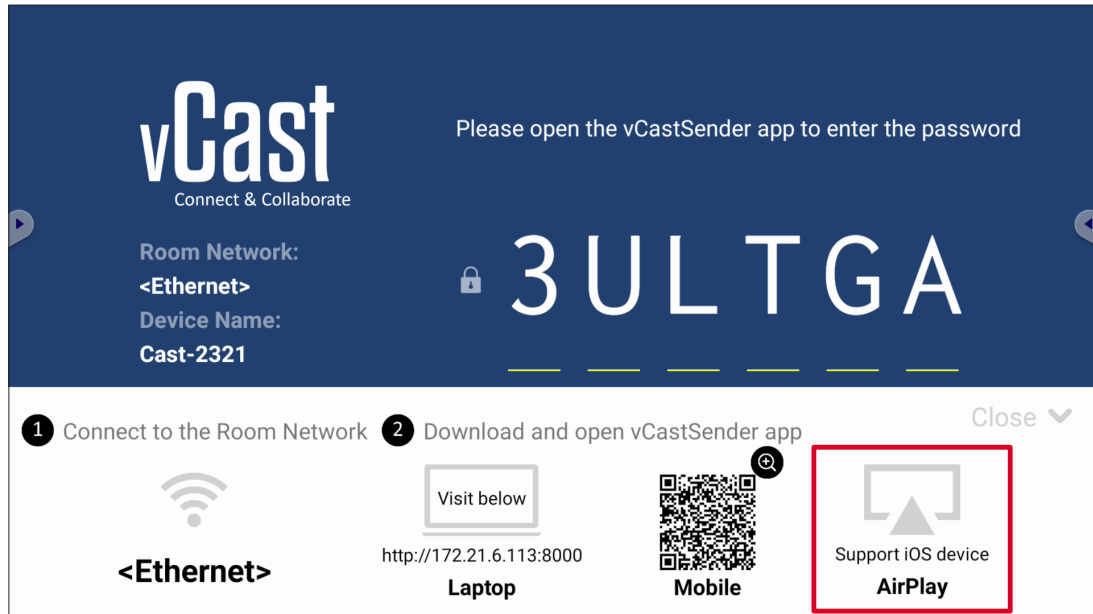 vCast
Connect & Collaborate
Please open the vCastSender app to enter the password
Room Network:
<Ethernet>
Device Name:
Cast-2321
3ULTGA
Close
1 Connect to the Room Network
2 Download and open vCastSender app
<Ethernet>
Visit below
http://172.21.6.113:8000
Laptop
Mobile
Support iOS device
AirPlay